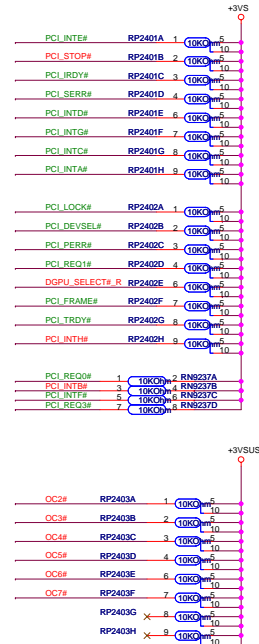 +3VS
PCI_INTE# RP2401A 1 10KOhm 5 10
PCI_STOP# RP2401B 2 10KOhm 5 10
PCI_IRDY# RP2401C 3 10KOhm 5 10
PCI_SERR# RP2401D 4 10KOhm 5 10
PCI_INTD# RP2401E 6 10KOhm 5 10
PCI_INTG# RP2401F 7 10KOhm 5 10
PCI_INTC# RP2401G 8 10KOhm 5 10
PCI_INTA# RP2401H 9 10KOhm 5 10
PCI_LOCK# RP2402A 1 10KOhm 5 10
PCI_DEVSEL# RP2402B 2 10KOhm 5 10
PCI_PERR# RP2402C 3 10KOhm 5 10
PCI_REQ1# RP2402D 4 10KOhm 5 10
DGPU_SELECT#_R RP2402E 6 10KOhm 5 10
PCI_FRAME# RP2402F 7 10KOhm 5 10
PCI_TRDY# RP2402G 8 10KOhm 5 10
PCI_INTH# RP2402H 9 10KOhm 5 10
PCI_REQ0# 1 10KOhm 2 RN9237A
PCI_INTB# 3 10KOhm 4 RN9237B
PCI_INTF# 5 10KOhm 6 RN9237C
PCI_REQ3# 7 10KOhm 8 RN9237D
+3VSUS
OC2# RP2403A 1 10KOhm 5 10
OC3# RP2403B 2 10KOhm 5 10
OC4# RP2403C 3 10KOhm 5 10
OC5# RP2403D 4 10KOhm 5 10
OC6# RP2403E 6 10KOhm 5 10
OC7# RP2403F 7 10KOhm 5 10
RP2403G 8 10KOhm 5 10
RP2403H 9 10KOhm 5 10